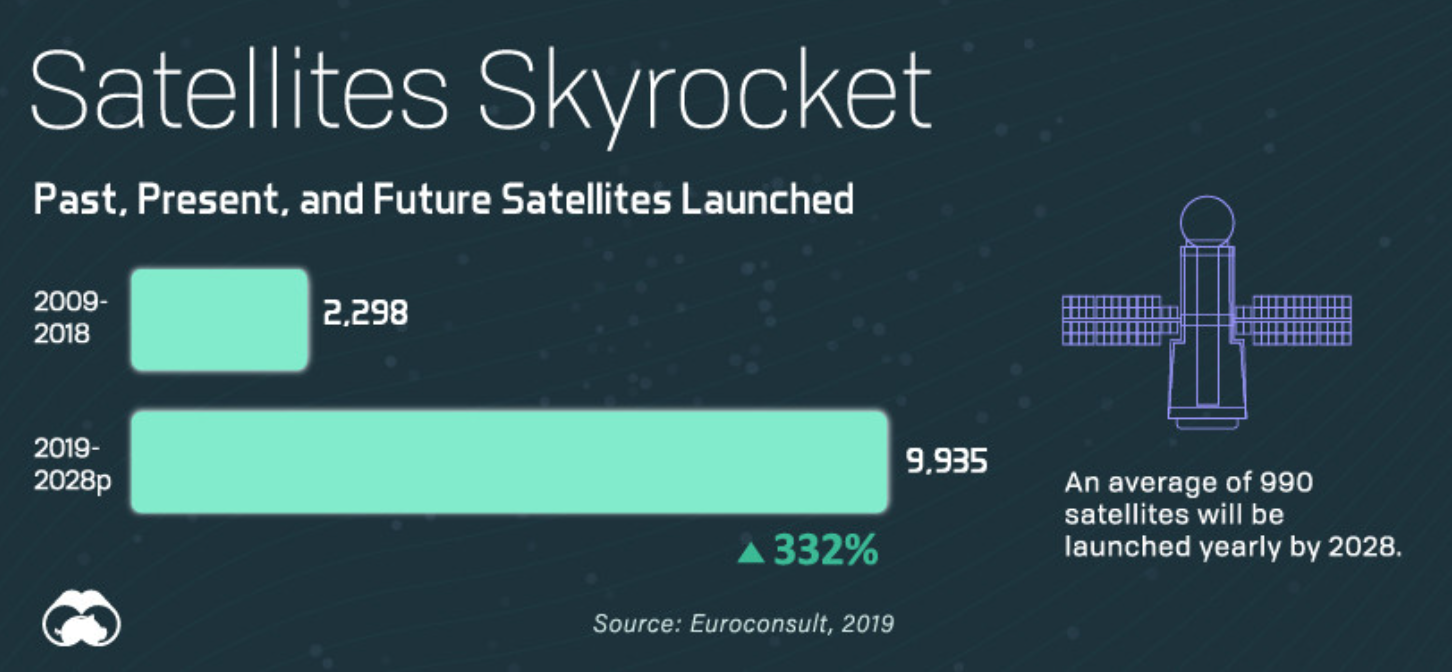 Satellites Skyrocket
Past, Present, and Future Satellites Launched
2009-
2018
2,298
2019-
2028p
9,935
▲ 332%
An average of 990
satellites will be
launched yearly by 2028.
Source: Euroconsult, 2019